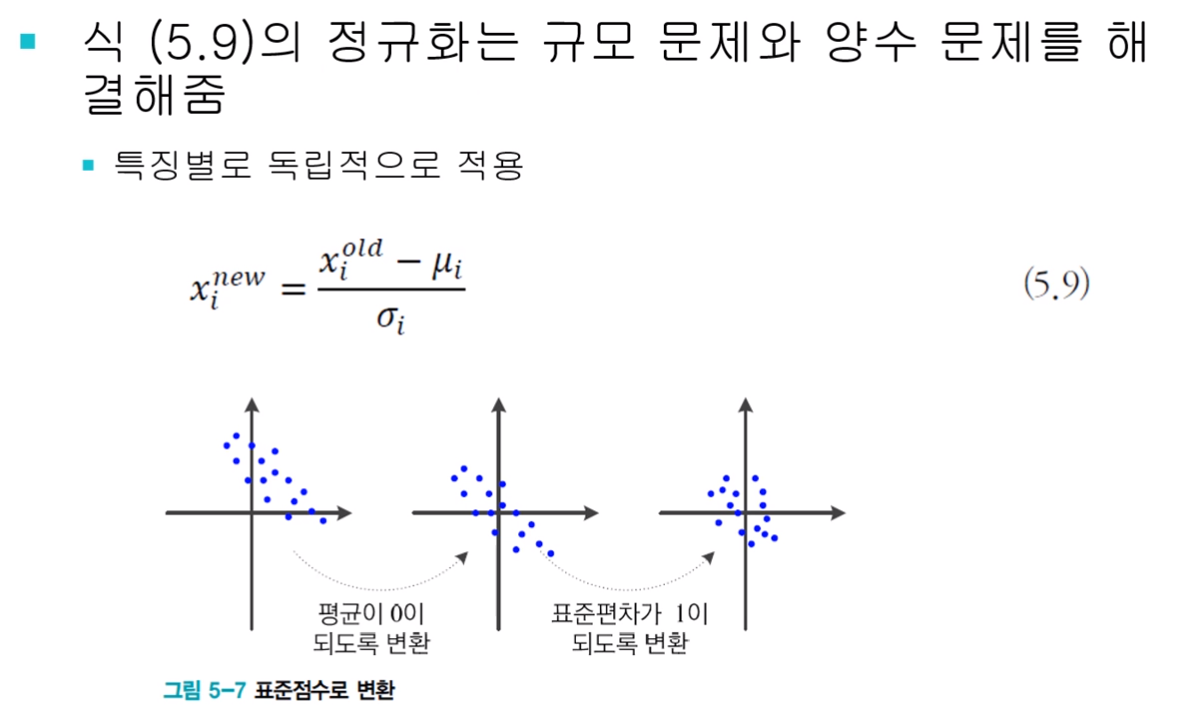 ▪ 식 (5.9)의 정규화는 규모 문제와 양수 문제를 해
결해줌
▪ 특징별로 독립적으로 적용
x_i^{new} = \frac{x_i^{old} - μ_i}{σ_i} (5.9)
평균이 0이
되도록 변환
표준편차가 1이
되도록 변환
그림 5-7 표준점수로 변환